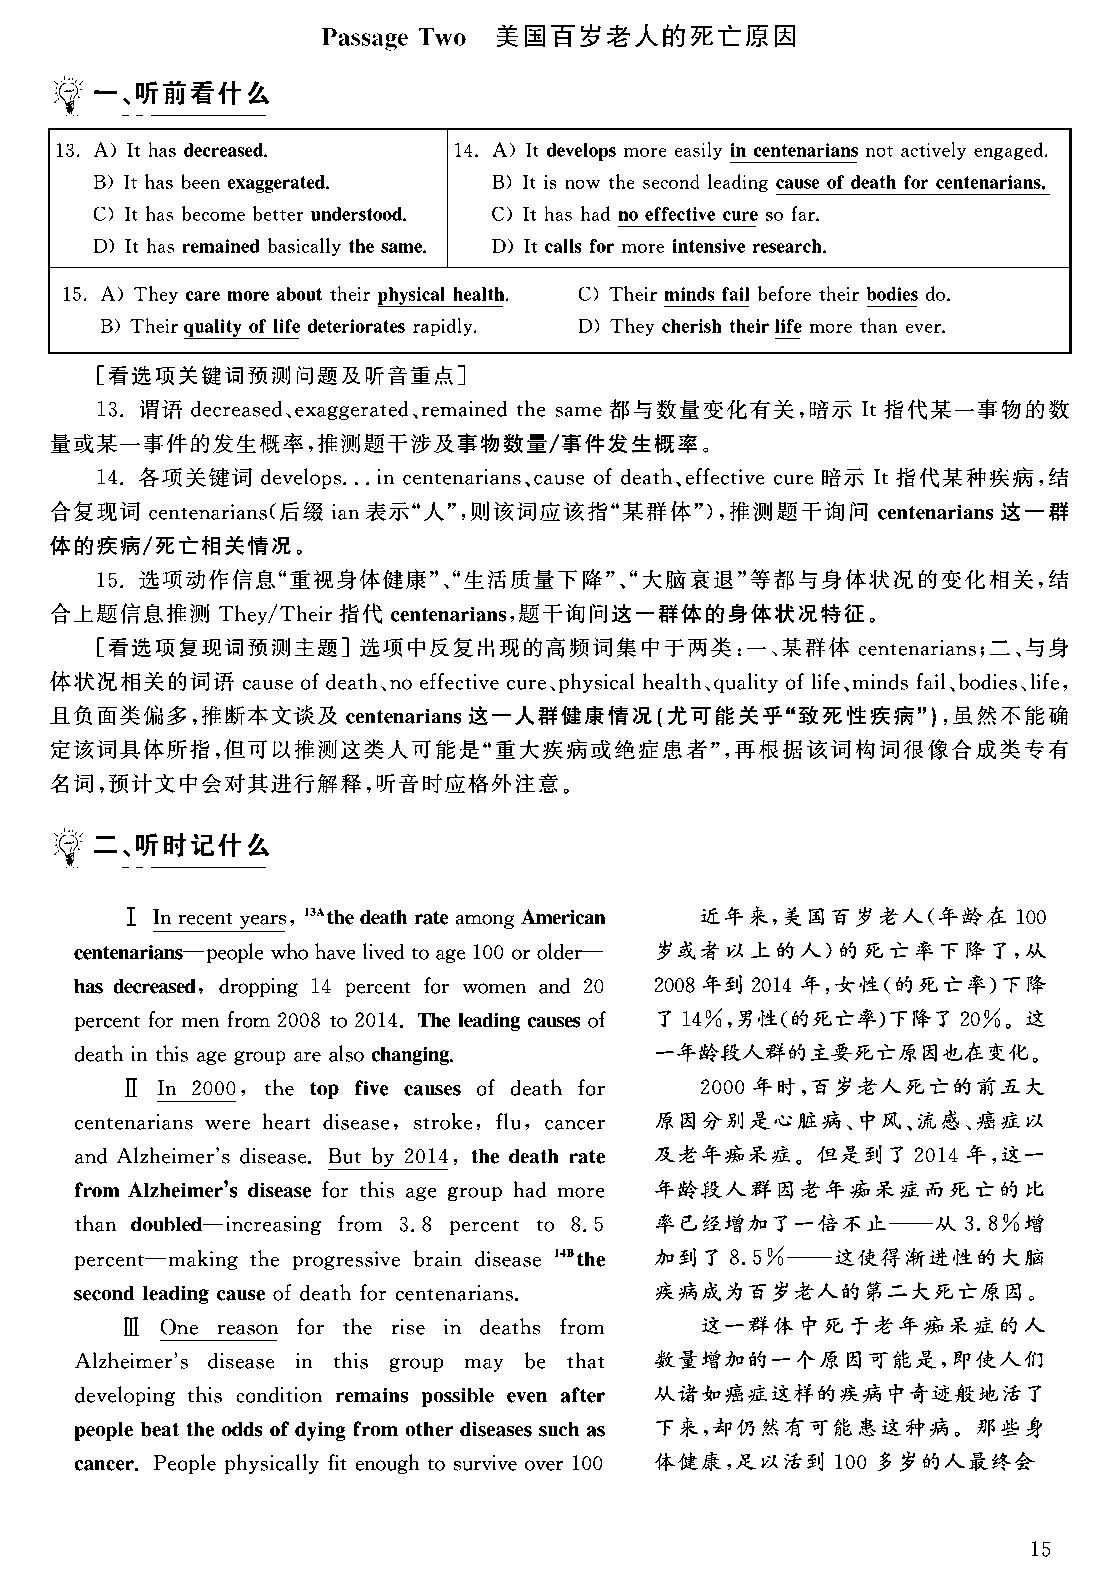 Passage Two 美国百岁老人的死亡原因
一、听前看什么
13. A) It has decreased.
B) It has been exaggerated.
C) It has become better understood.
D) It has remained basically the same.
14. A) It develops more easily in centenarians not actively engaged.
B) It is now the second leading cause of death for centenarians.
C) It has had no effective cure so far.
D) It calls for more intensive research.
15. A) They care more about their physical health.
B) Their quality of life deteriorates rapidly.
C) Their minds fail before their bodies do.
D) They cherish their life more than ever.
[看选项关键词预测问题及听音重点]
13. 谓语 decreased、exaggerated、remained the same 都与数量变化有关,暗示 It 指代某一事物的数
量或某一事件的发生概率,推测题干涉及事物数量/事件发生概率。
14. 各项关键词 develops...in centenarians、cause of death、effective cure 暗示 It 指代某种疾病,结
合复现词 centenarians(后缀 ian 表示“人”,则该词应该指“某群体”),推测题干询问 centenarians 这一群
体的疾病/死亡相关情况。
15. 选项动作信息“重视身体健康”、“生活质量下降”、“大脑衰退”等都与身体状况的变化相关,结
合上题信息推测 They/Their 指代 centenarians,题干询问这一群体的身体状况特征。
[看选项复现词预测主题] 选项中反复出现的高频词集中于两类:一、某群体 centenarians;二、与身
体状况相关的词语 cause of death、no effective cure、physical health、quality of life、minds fail、bodies、life,
且负面类偏多,推断本文谈及 centenarians 这一人群健康情况(尤可能关乎“致死性疾病”),虽然不能确
定该词具体所指,但可以推测这类人可能是“重大疾病或绝症患者”,再根据该词构词很像合成类专有
名词,预计文中会对其进行解释,听音时应格外注意。
二、听时记什么
Ⅰ In recent years, 13A the death rate among American
centenarians—people who have lived to age 100 or older—
has decreased, dropping 14 percent for women and 20
percent for men from 2008 to 2014. The leading causes of
death in this age group are also changing.
Ⅱ In 2000, the top five causes of death for
centenarians were heart disease, stroke, flu, cancer
and Alzheimer's disease. But by 2014, the death rate
from Alzheimer's disease for this age group had more
than doubled—increasing from 3.8 percent to 8.5
percent—making the progressive brain disease 14B the
second leading cause of death for centenarians.
Ⅲ One reason for the rise in deaths from
Alzheimer's disease in this group may be that
developing this condition remains possible even after
people beat the odds of dying from other diseases such as
cancer. People physically fit enough to survive over 100
近年来,美国百岁老人(年龄在 100
岁或者以上的人)的死亡率下降了,从
2008 年到 2014 年,女性(的死亡率)下降
了 14%,男性(的死亡率)下降了 20%。这
一年龄段人群的主要死亡原因也在变化。
2000 年时,百岁老人死亡的前五大
原因分别是心脏病、中风、流感、癌症以
及老年痴呆症。但是到了 2014 年,这一
年龄段人群因老年痴呆症而死亡的比
率已经增加了一倍不止——从 3.8%增
加到了 8.5%——这使得渐进性的大脑
疾病成为百岁老人的第二大死亡原因。
这一群体中死于老年痴呆症的人
数量增加的一个原因可能是,即使人们
从诸如癌症这样的疾病中奇迹般地活了
下来,却仍然有可能患这种病。那些身
体健康,足以活到 100 多岁的人最终会
15